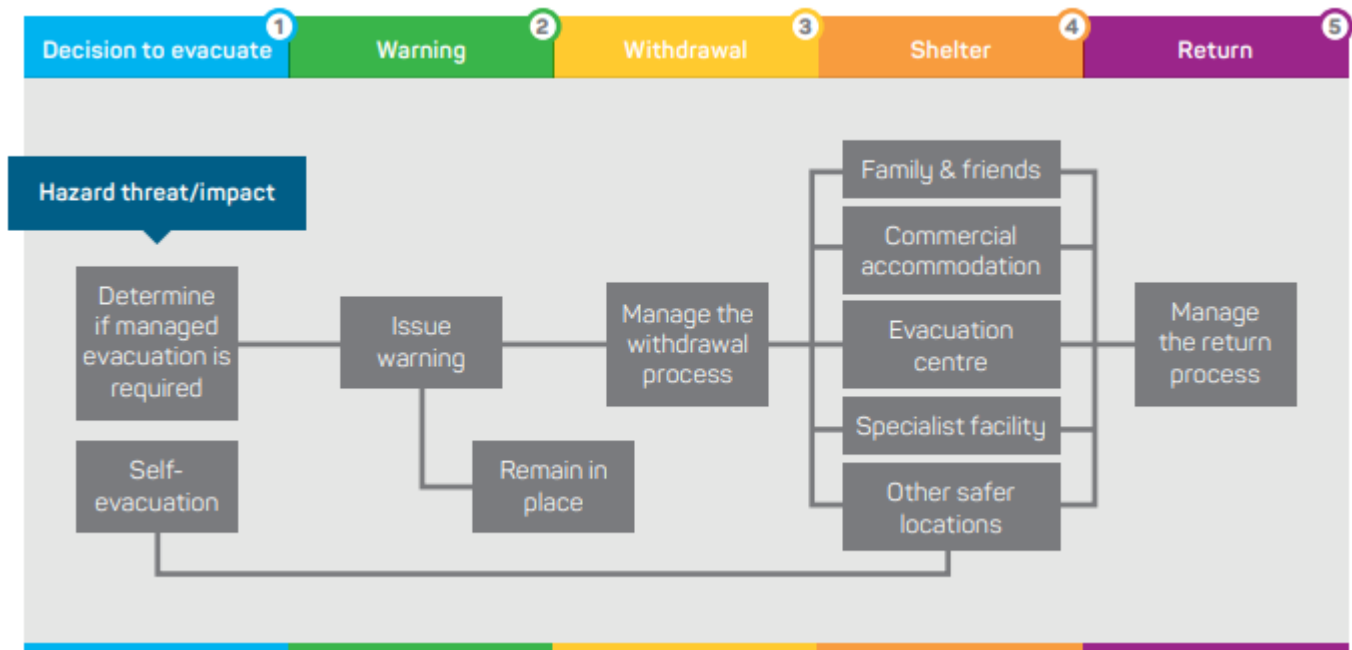 1
2
3
4
5
Decision to evacuate
Warning
Withdrawal
Shelter
Return
Hazard threat/impact
Determine
if managed
evacuation is
required
Self-
evacuation
Issue
warning
Remain in
place
Manage the
withdrawal
process
Family & friends
Commercial
accommodation
Evacuation
centre
Specialist facility
Other safer
locations
Manage
the return
process